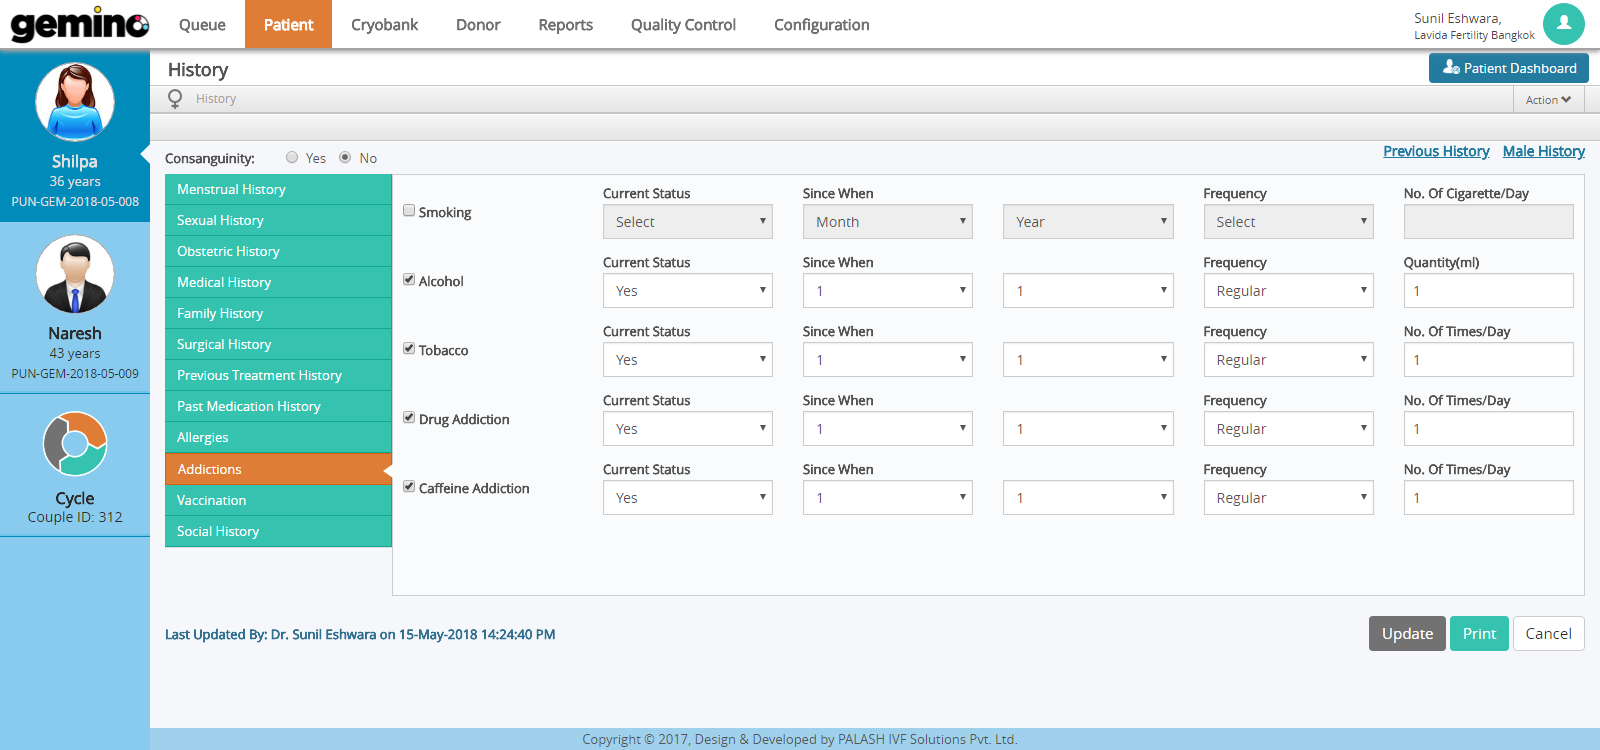 gemino Queue Patient Cryobank Donor Reports Quality Control Configuration
Sunil Eshwara,
Lavida Fertility Bangkok
History
Patient Dashboard
History
Action
Shilpa
36 years
PUN-GEM-2018-05-008
Naresh
43 years
PUN-GEM-2018-05-009
Cycle
Couple ID: 312
Consanguinity: Yes No
Previous History Male History
Menstrual History
Sexual History
Obstetric History
Medical History
Family History
Surgical History
Previous Treatment History
Past Medication History
Allergies
Addictions
Vaccination
Social History
Current Status Since When Frequency No. Of Cigarette/Day
Smoking Select Month Year Select
Current Status Since When Frequency Quantity(ml)
Alcohol Yes 1 1 Regular 1
Current Status Since When Frequency No. Of Times/Day
Tobacco Yes 1 1 Regular 1
Current Status Since When Frequency No. Of Times/Day
Drug Addiction Yes 1 1 Regular 1
Current Status Since When Frequency No. Of Times/Day
Caffeine Addiction Yes 1 1 Regular 1
Last Updated By: Dr. Sunil Eshwara on 15-May-2018 14:24:40 PM
Update Print Cancel
Copyright © 2017, Design & Developed by PALASH IVF Solutions Pvt. Ltd.